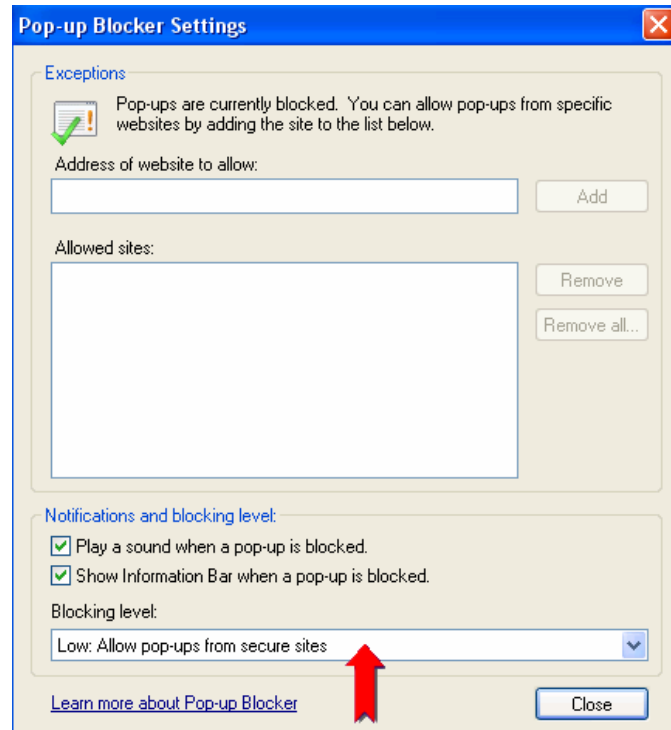 Pop-up Blocker Settings
Exceptions
Pop-ups are currently blocked. You can allow pop-ups from specific
websites by adding the site to the list below.
Address of website to allow:
Add
Allowed sites:
Remove
Remove all...
Notifications and blocking level:
Play a sound when a pop-up is blocked.
Show Information Bar when a pop-up is blocked.
Blocking level:
Low: Allow pop-ups from secure sites
Learn more about Pop-up Blocker
Close